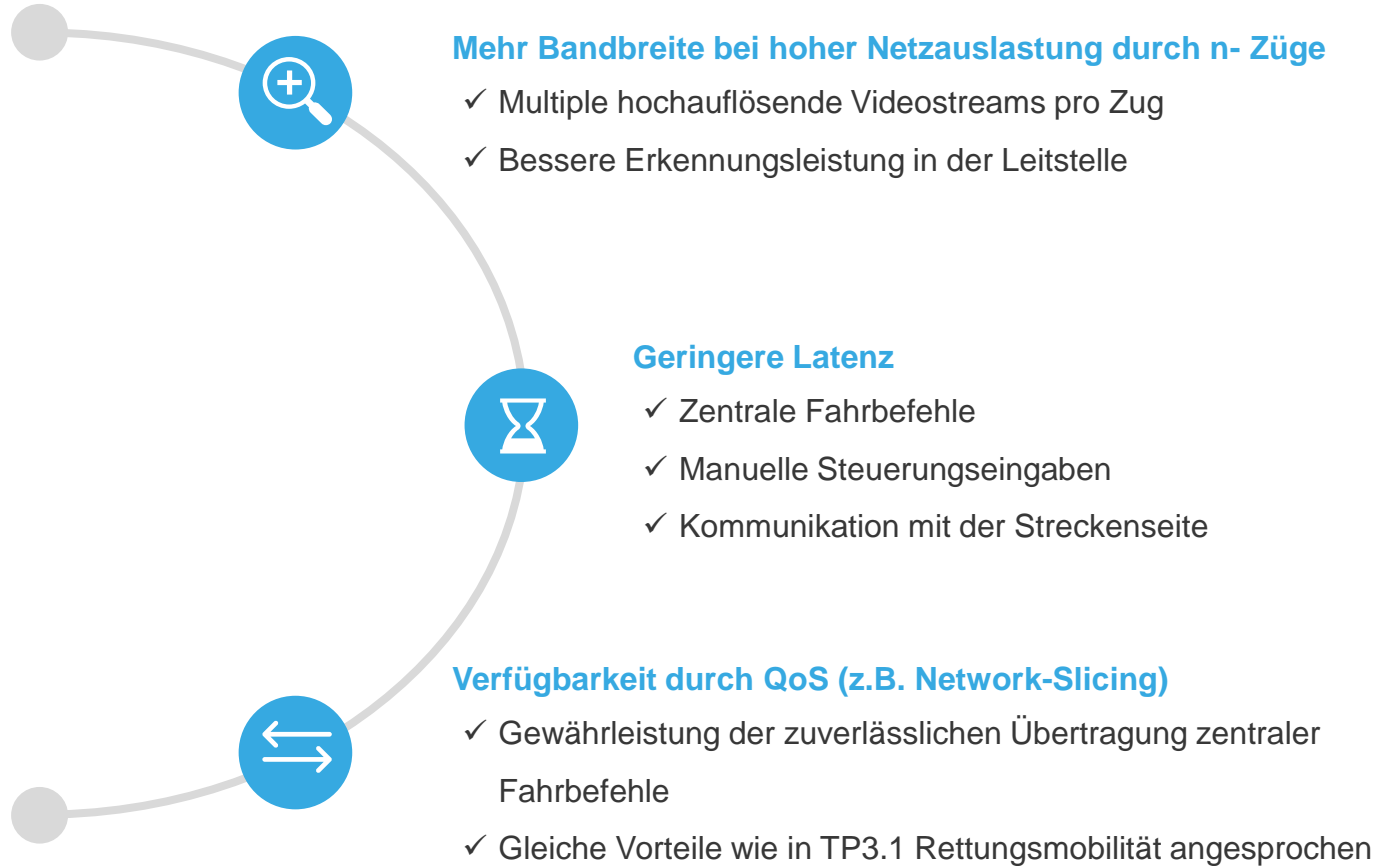 Mehr Bandbreite bei hoher Netzauslastung durch n- Züge
✓ Multiple hochauflösende Videostreams pro Zug
✓ Bessere Erkennungsleistung in der Leitstelle
Geringere Latenz
✓ Zentrale Fahrbefehle
✓ Manuelle Steuerungseingaben
✓ Kommunikation mit der Streckenseite
Verfügbarkeit durch QoS (z.B. Network-Slicing)
✓ Gewährleistung der zuverlässlichen Übertragung zentraler
Fahrbefehle
✓ Gleiche Vorteile wie in TP3.1 Rettungsmobilität angesprochen